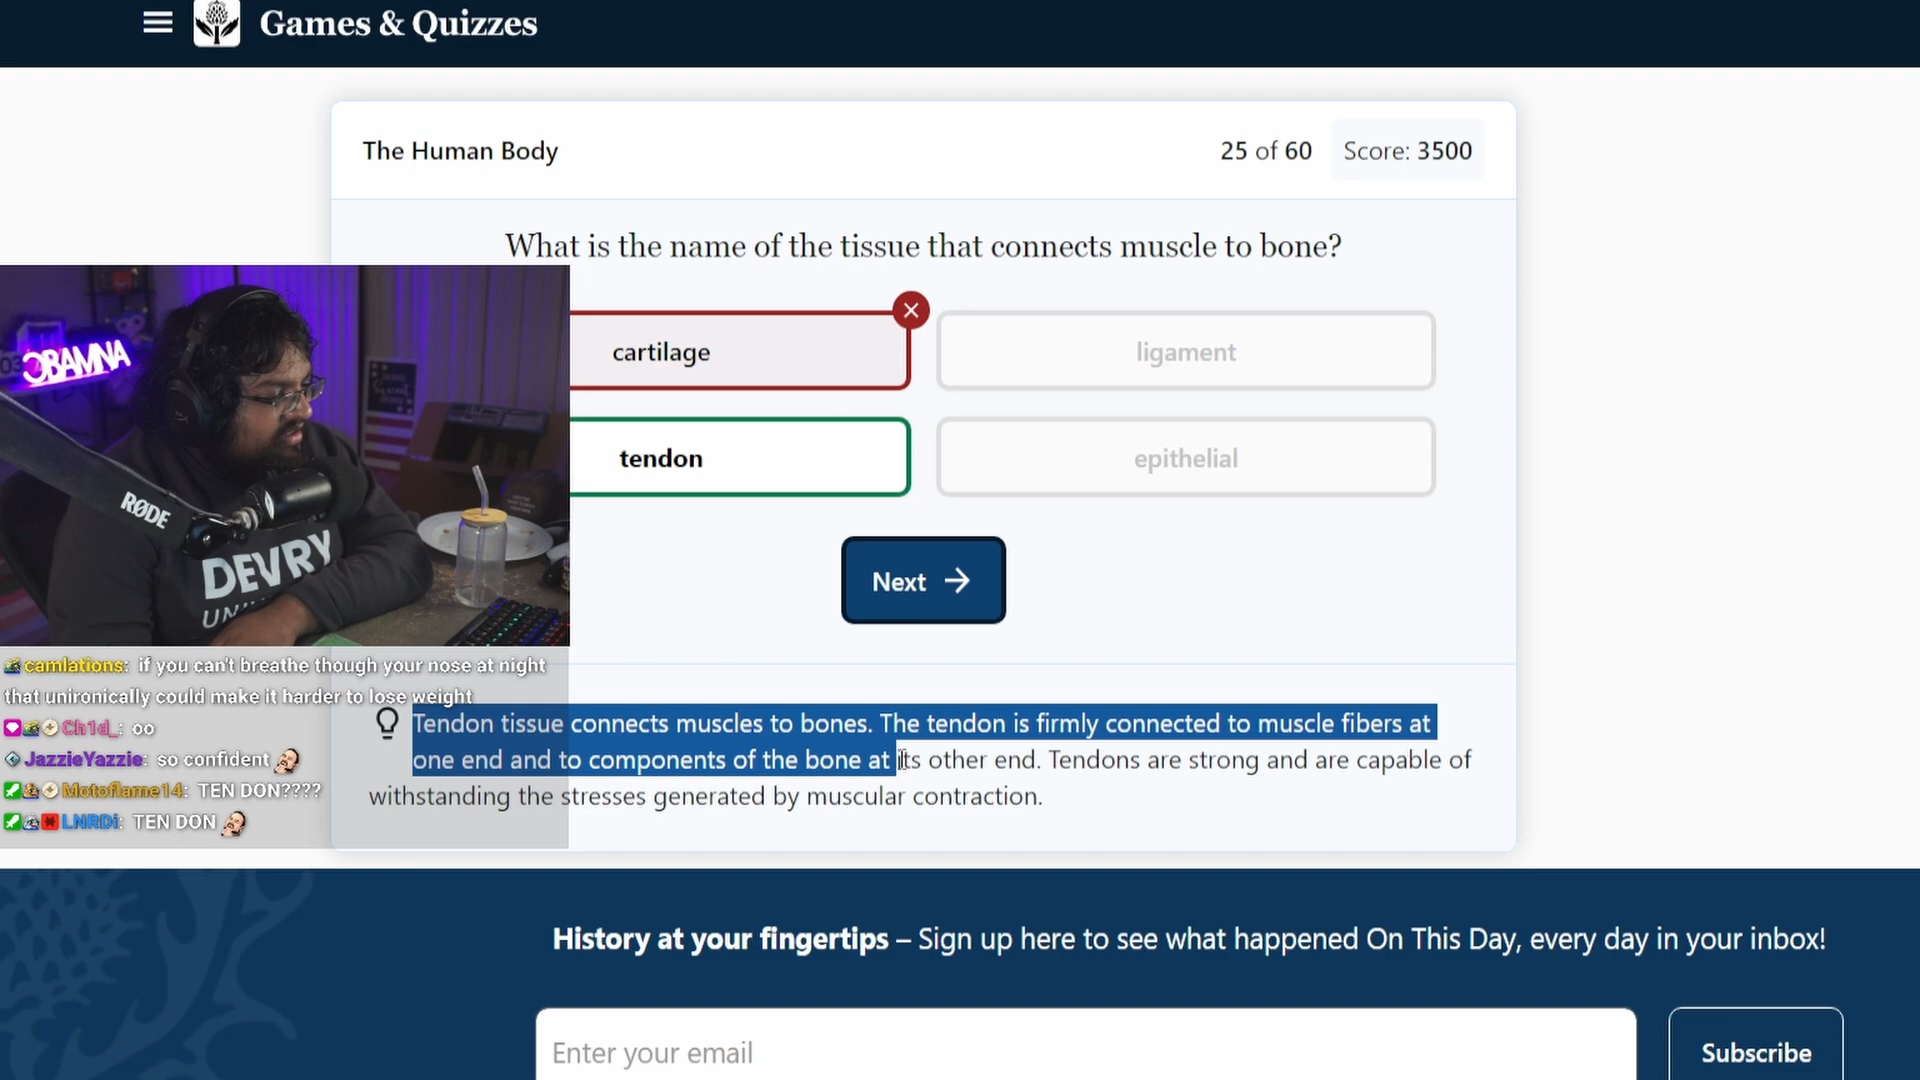 Games & Quizzes
The Human Body
25 of 60
Score: 3500
What is the name of the tissue that connects muscle to bone?
cartilage
ligament
tendon
epithelial
Next
OBAMNA
RØDE
DEVRY
camlations: if you can't breathe though your nose at night
that unironically could make it harder to lose weight
Ch1d_: oo
JazzieYazzie: so confident
Motoflame14: TEN DON????
LNRDi: TEN DON
Tendon tissue connects muscles to bones. The tendon is firmly connected to muscle fibers at
one end and to components of the bone at its other end. Tendons are strong and are capable of
withstanding the stresses generated by muscular contraction.
History at your fingertips – Sign up here to see what happened On This Day, every day in your inbox!
Enter your email
Subscribe